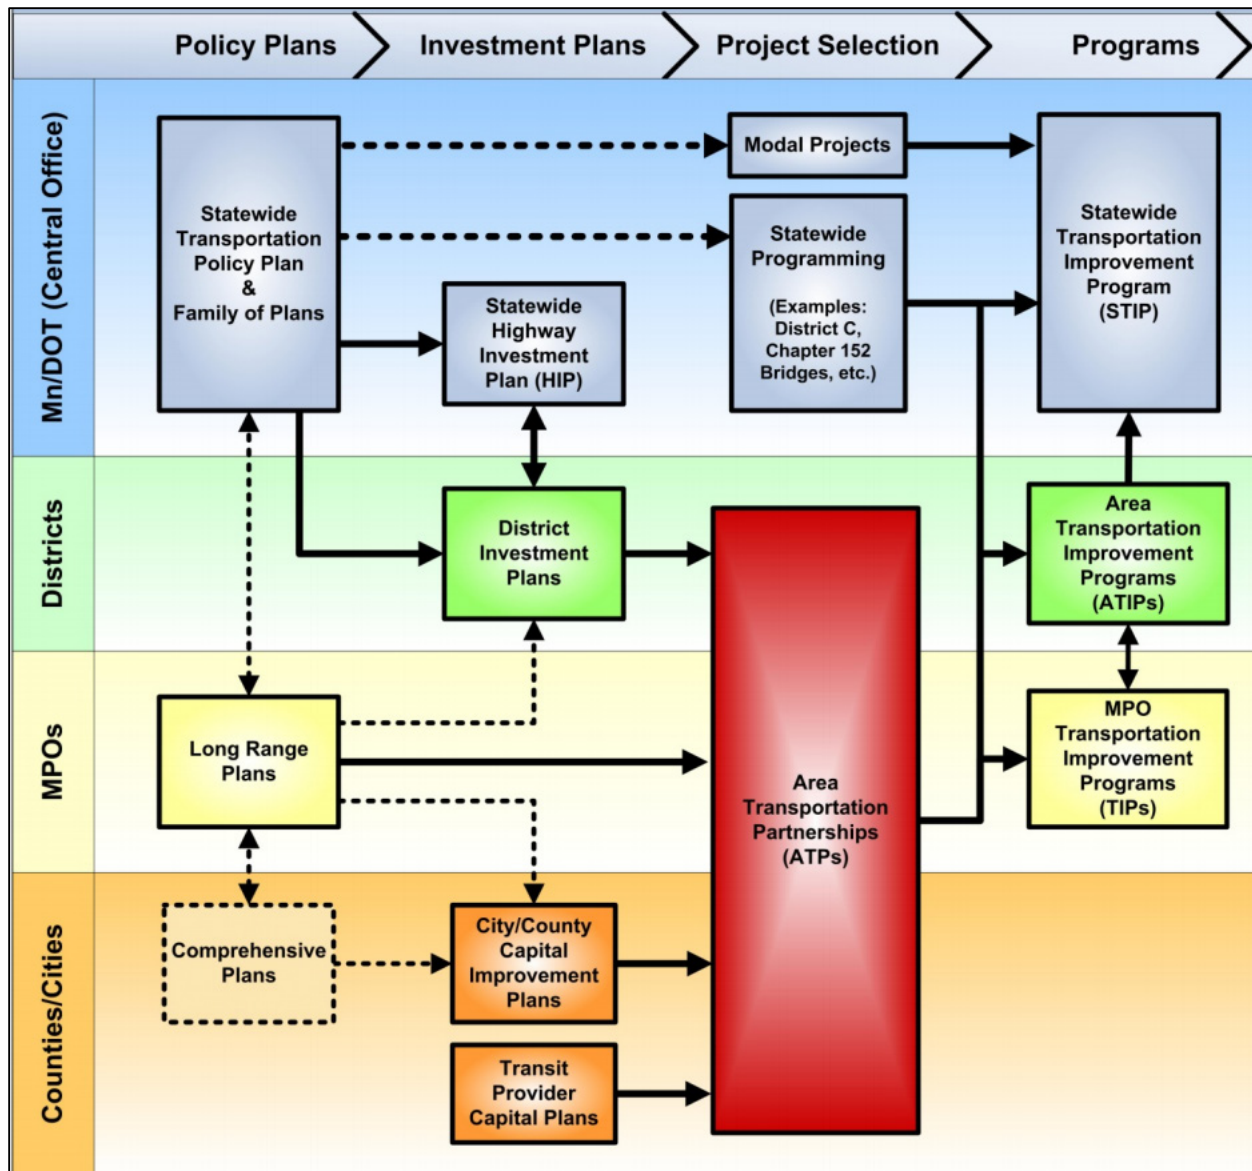 Policy Plans
Investment Plans
Project Selection
Programs
Mn/DOT (Central Office)
Statewide
Transportation
Policy Plan
&
Family of Plans
Statewide
Highway
Investment
Plan (HIP)
Modal Projects
Statewide
Programming
(Examples:
District C,
Chapter 152
Bridges, etc.)
Statewide
Transportation
Improvement
Program
(STIP)
Districts
District
Investment
Plans
Area
Transportation
Improvement
Programs
(ATIPs)
MPOs
Long Range
Plans
Area
Transportation
Partnerships
(ATPs)
MPO
Transportation
Improvement
Programs
(TIPs)
Counties/Cities
Comprehensive
Plans
City/County
Capital
Improvement
Plans
Transit
Provider
Capital Plans